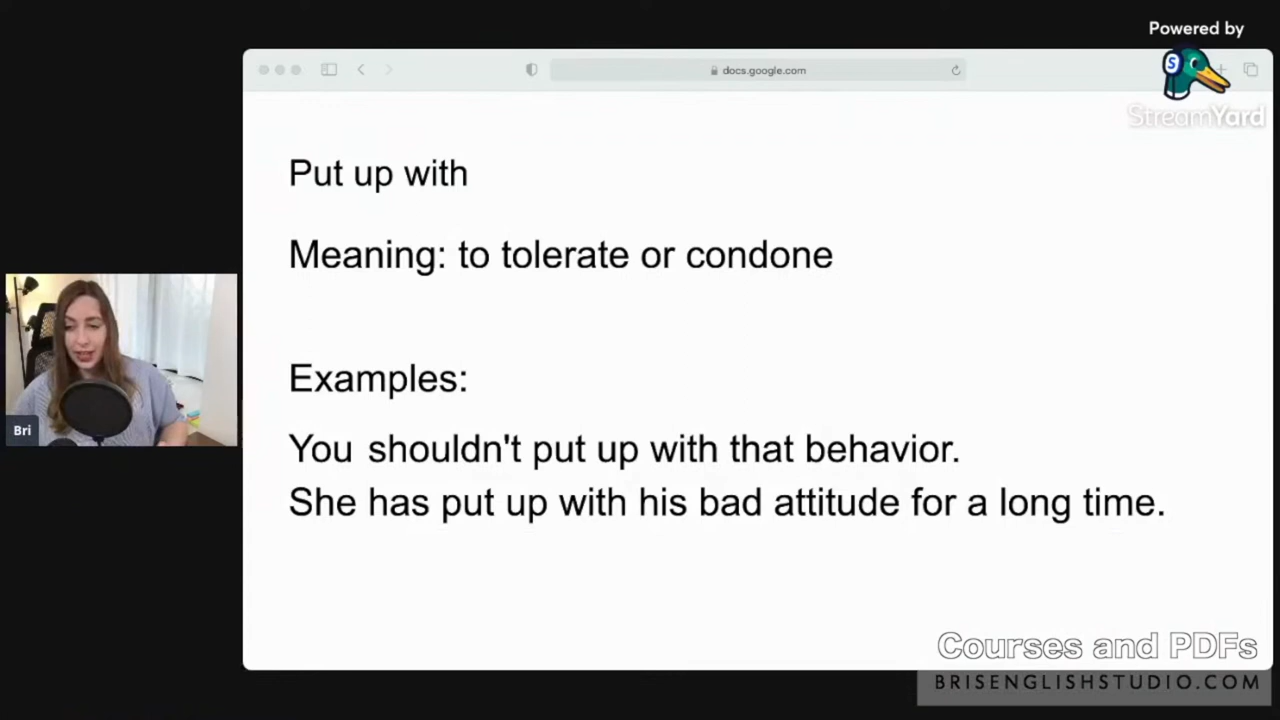 Powered by
S
StreamYard
docs.google.com
Put up with
Meaning: to tolerate or condone
Examples:
You shouldn't put up with that behavior.
She has put up with his bad attitude for a long time.
Bri
Courses and PDFs
BRISENGLISHSTUDIO.COM